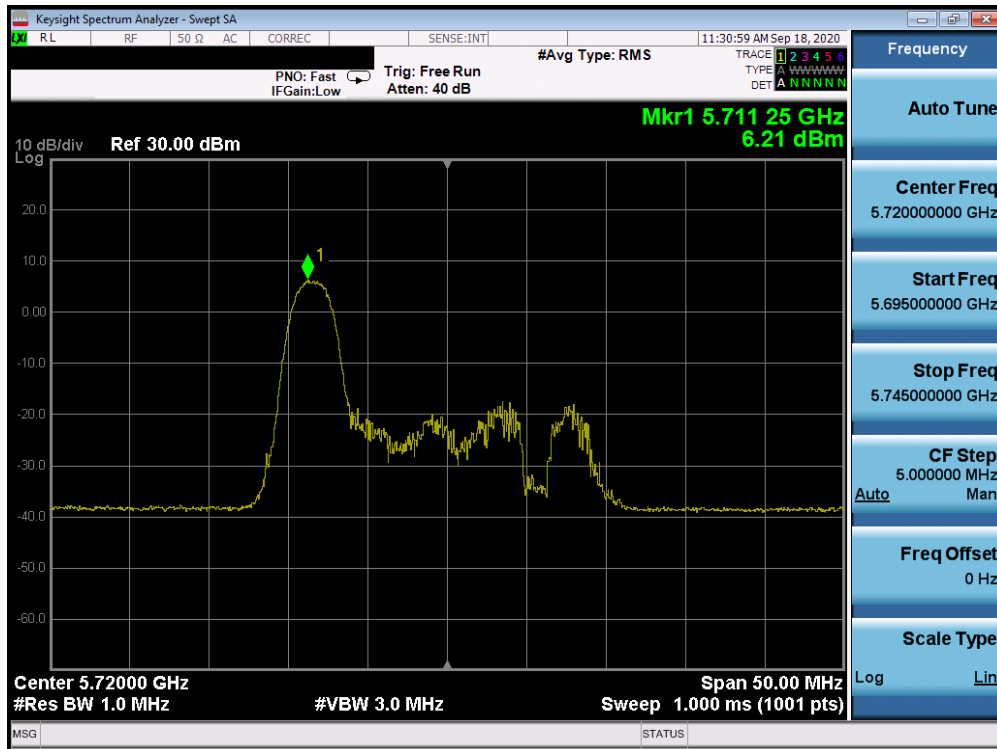 Keysight Spectrum Analyzer - Swept SA
LXI RL RF 50 Ω AC CORREC SENSE:INT 11:30:59 AM Sep 18, 2020
#Avg Type: RMS TRACE 1 2 3 4 5 6
PNO: Fast Trig: Free Run TYPE A WWWWW
IFGain:Low Atten: 40 dB DET A N N N N N
Mkr1 5.711 25 GHz
6.21 dBm
10 dB/div Ref 30.00 dBm
Log
20.0
10.0
1
0.00
-10.0
-20.0
-30.0
-40.0
-50.0
-60.0
Center 5.72000 GHz Span 50.00 MHz
#Res BW 1.0 MHz #VBW 3.0 MHz Sweep 1.000 ms (1001 pts)
MSG STATUS
Frequency
Auto Tune
Center Freq
5.720000000 GHz
Start Freq
5.695000000 GHz
Stop Freq
5.745000000 GHz
CF Step
5.000000 MHz
Auto Man
Freq Offset
0 Hz
Scale Type
Log Lin